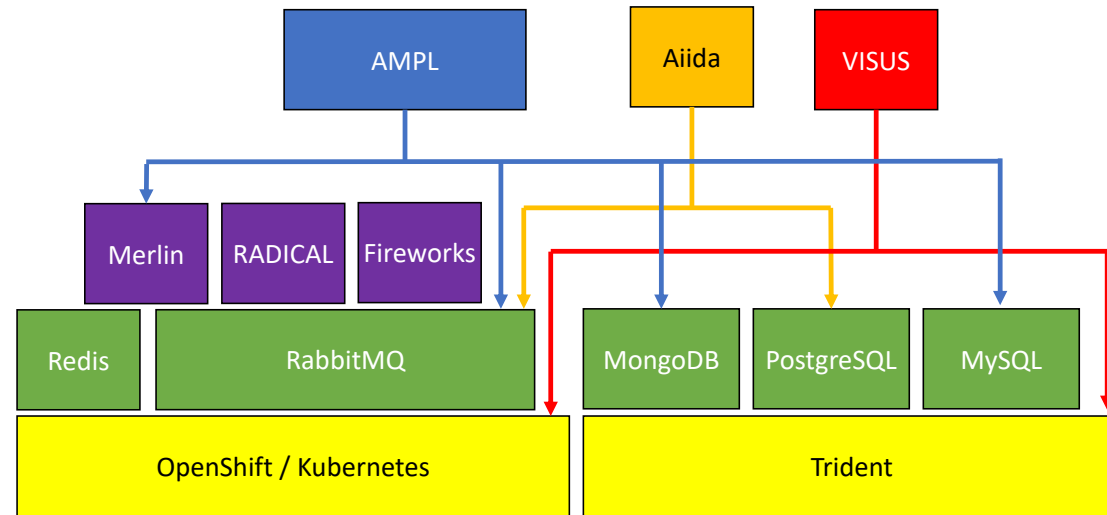 AMPL
Aiida
VISUS
Merlin
RADICAL
Fireworks
Redis
RabbitMQ
MongoDB
PostgreSQL
MySQL
OpenShift / Kubernetes
Trident